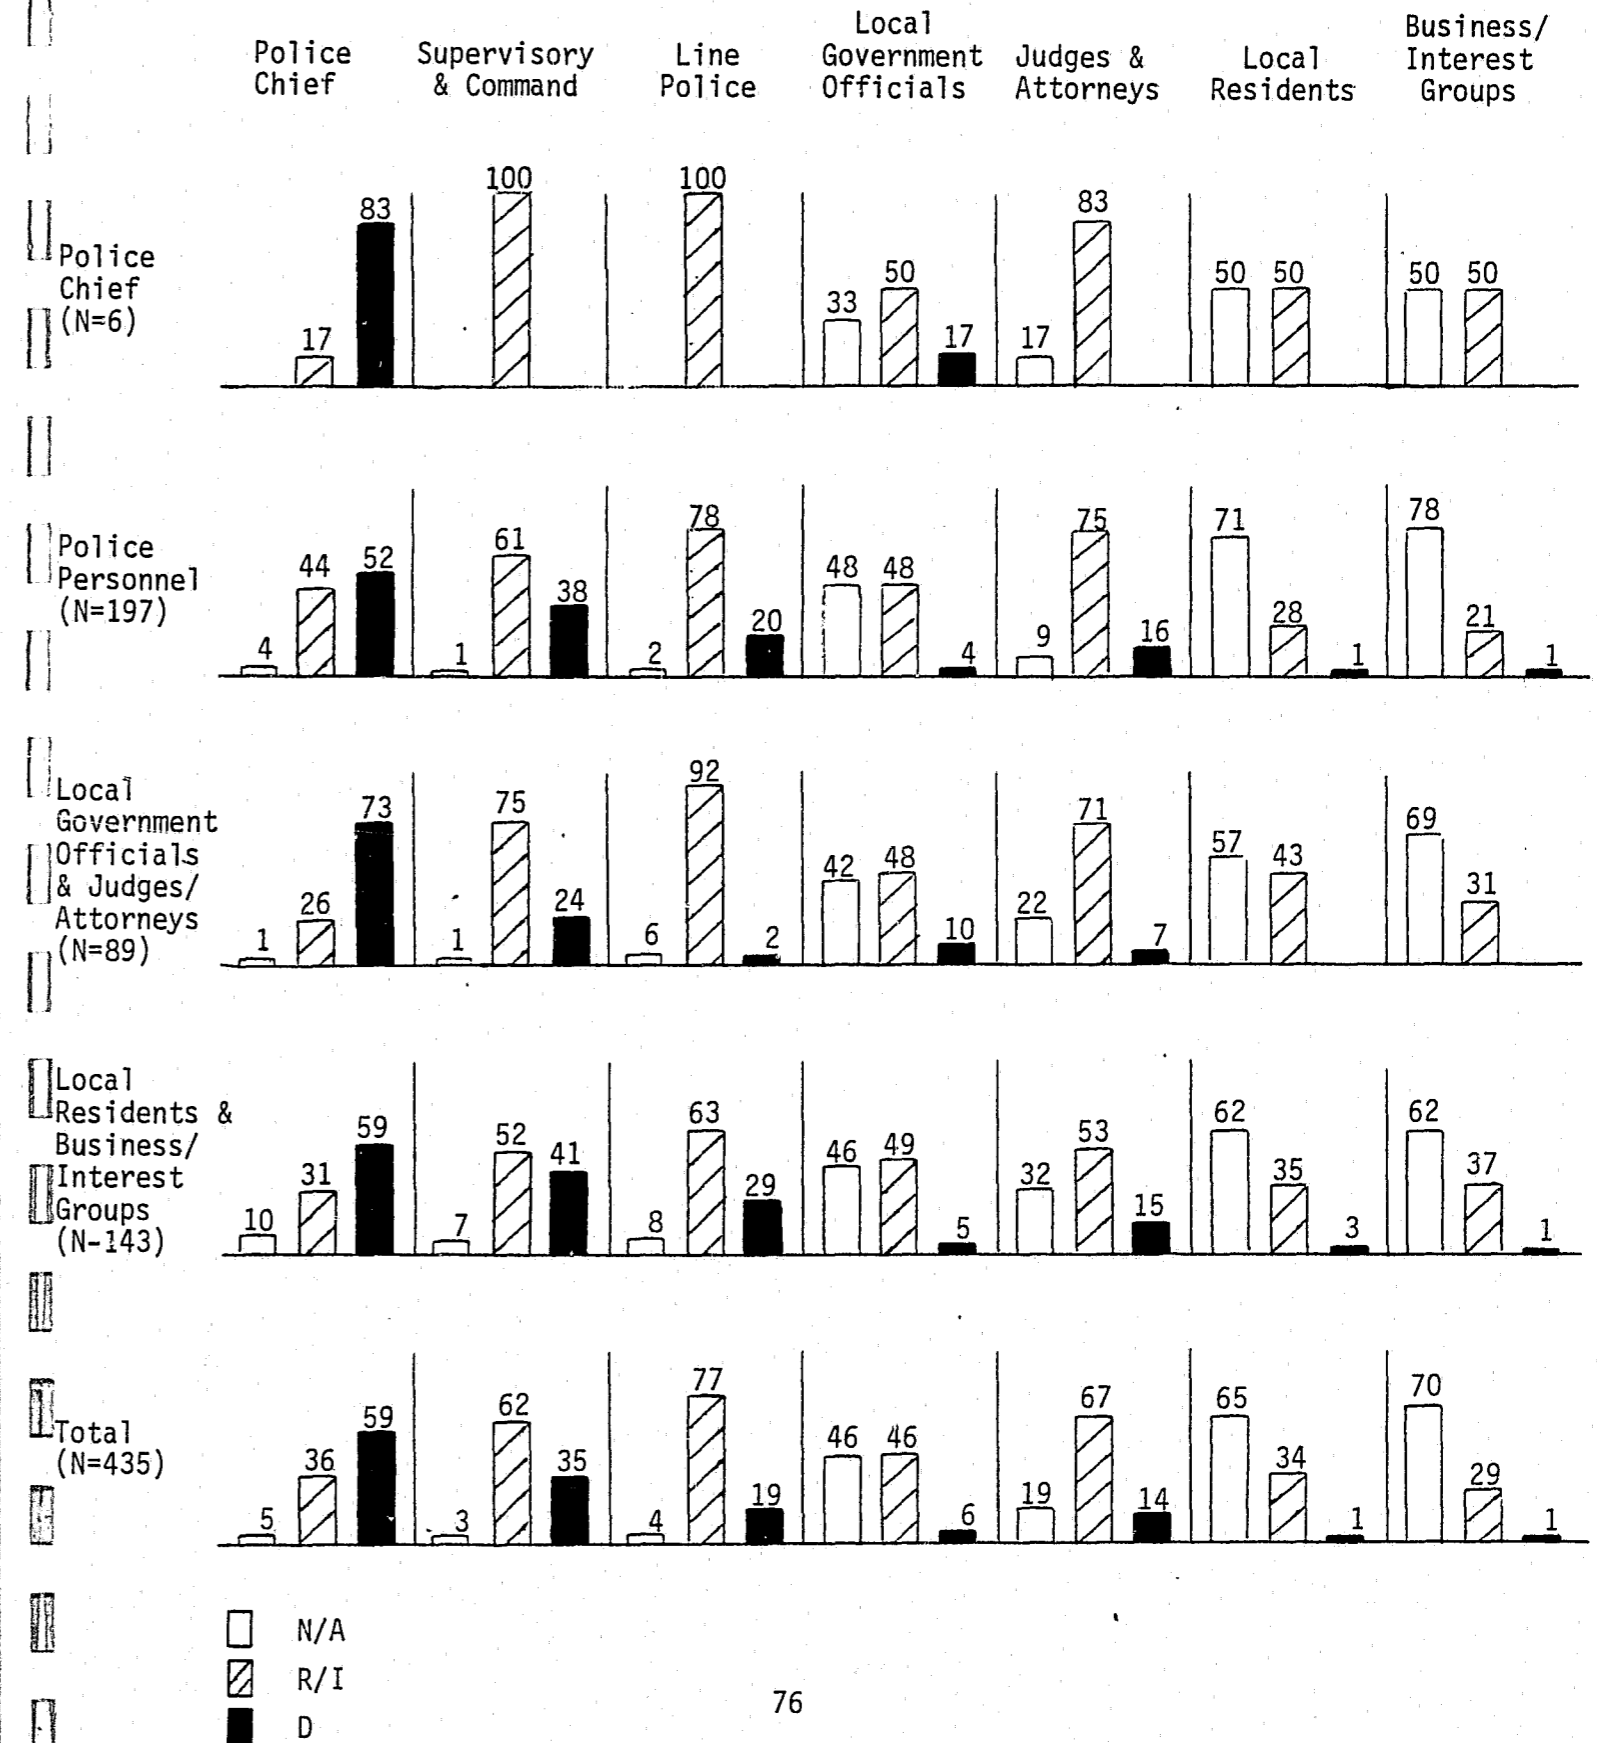 Police Chief
Supervisory & Command
Line Police
Local Government Officials
Judges & Attorneys
Local Residents
Business/ Interest Groups
Police
Chief
(N=6)
17 83 100 100 33 50 17 17 83 50 50 50 50
Police
Personnel
(N=197)
4 44 52 1 61 38 2 78 20 48 48 4 9 75 16 71 28 1 78 21 1
Local
Government
Officials
& Judges/
Attorneys
(N=89)
1 26 73 1 75 24 6 92 2 42 48 10 22 71 7 57 43 69 31
Local
Residents &
Business/
Interest
Groups
(N-143)
10 31 59 7 52 41 8 63 29 46 49 5 32 53 15 62 35 3 62 37 1
Total
(N=435)
5 36 59 3 62 35 4 77 19 46 46 6 19 67 14 65 34 1 70 29 1
N/A
R/I
D
76